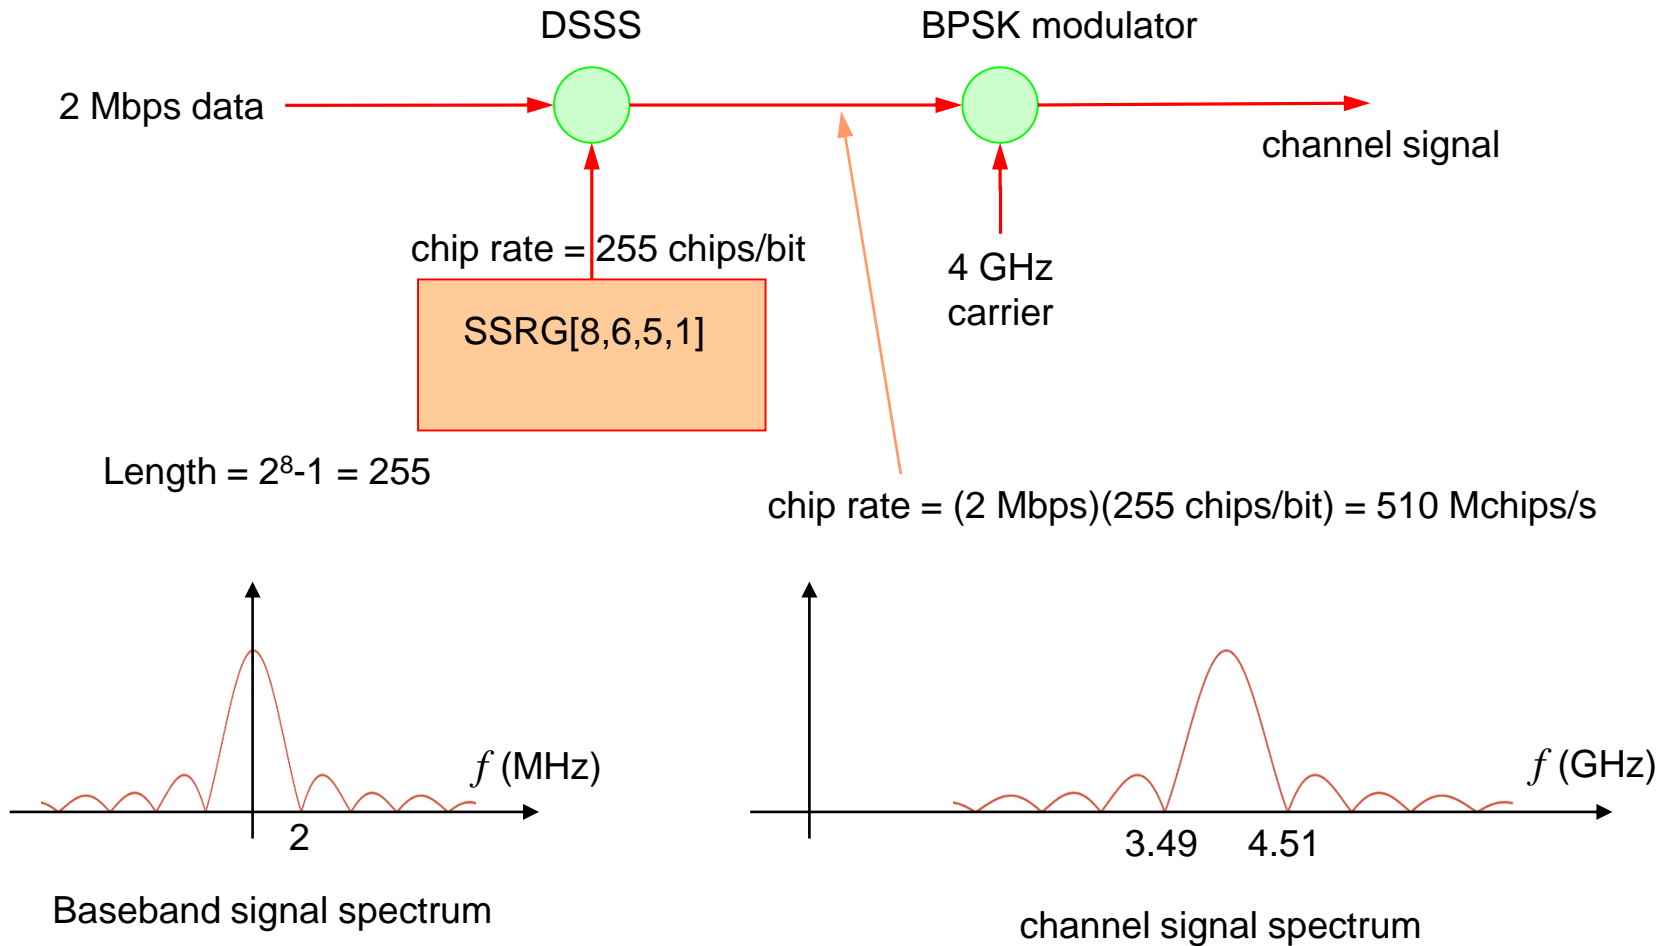 DSSS
BPSK modulator
2 Mbps data
channel signal
chip rate = 255 chips/bit
4 GHz
carrier
SSRG[8,6,5,1]
Length = 2⁸-1 = 255
chip rate = (2 Mbps)(255 chips/bit) = 510 Mchips/s
f (MHz)
f (GHz)
2
3.49
4.51
Baseband signal spectrum
channel signal spectrum